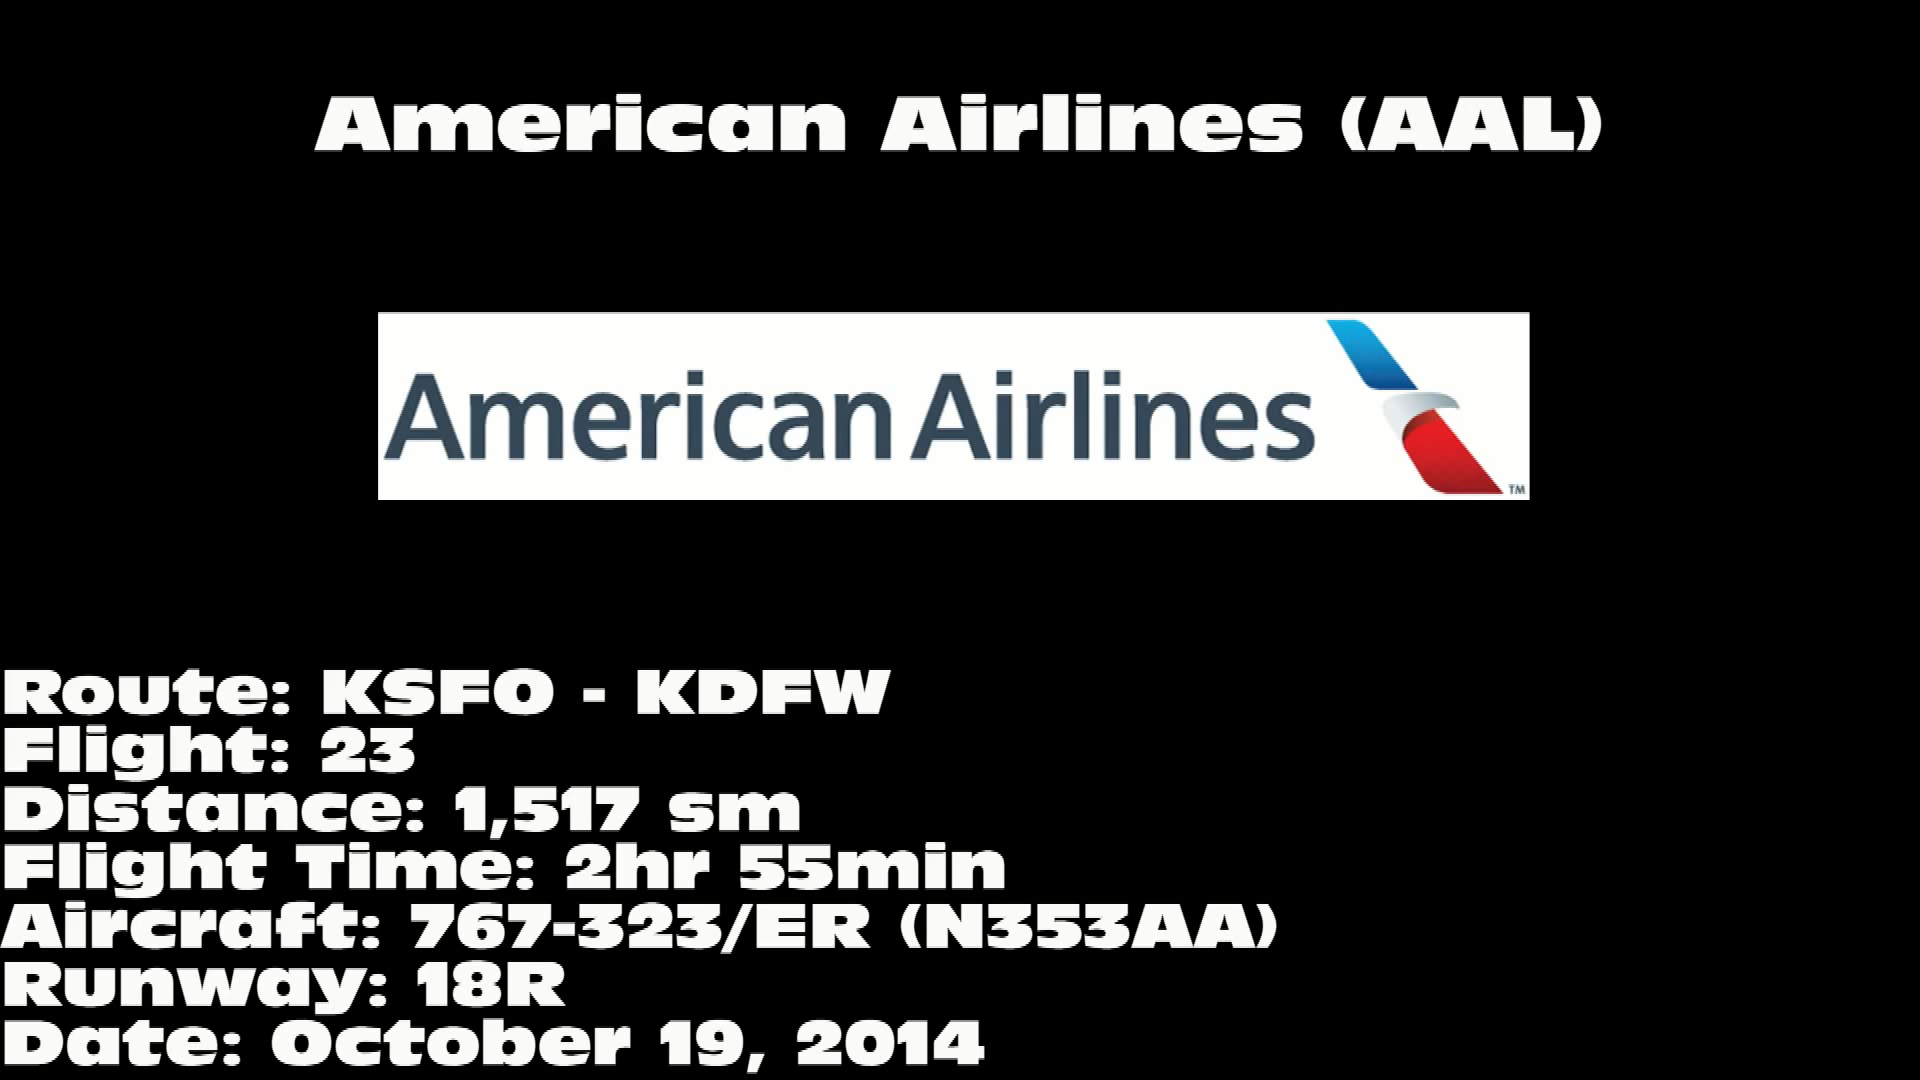 American Airlines (AAL)
American Airlines
TM
Route: KSFO - KDFW
Flight: 23
Distance: 1,517 sm
Flight Time: 2hr 55min
Aircraft: 767-323/ER (N353AA)
Runway: 18R
Date: October 19, 2014